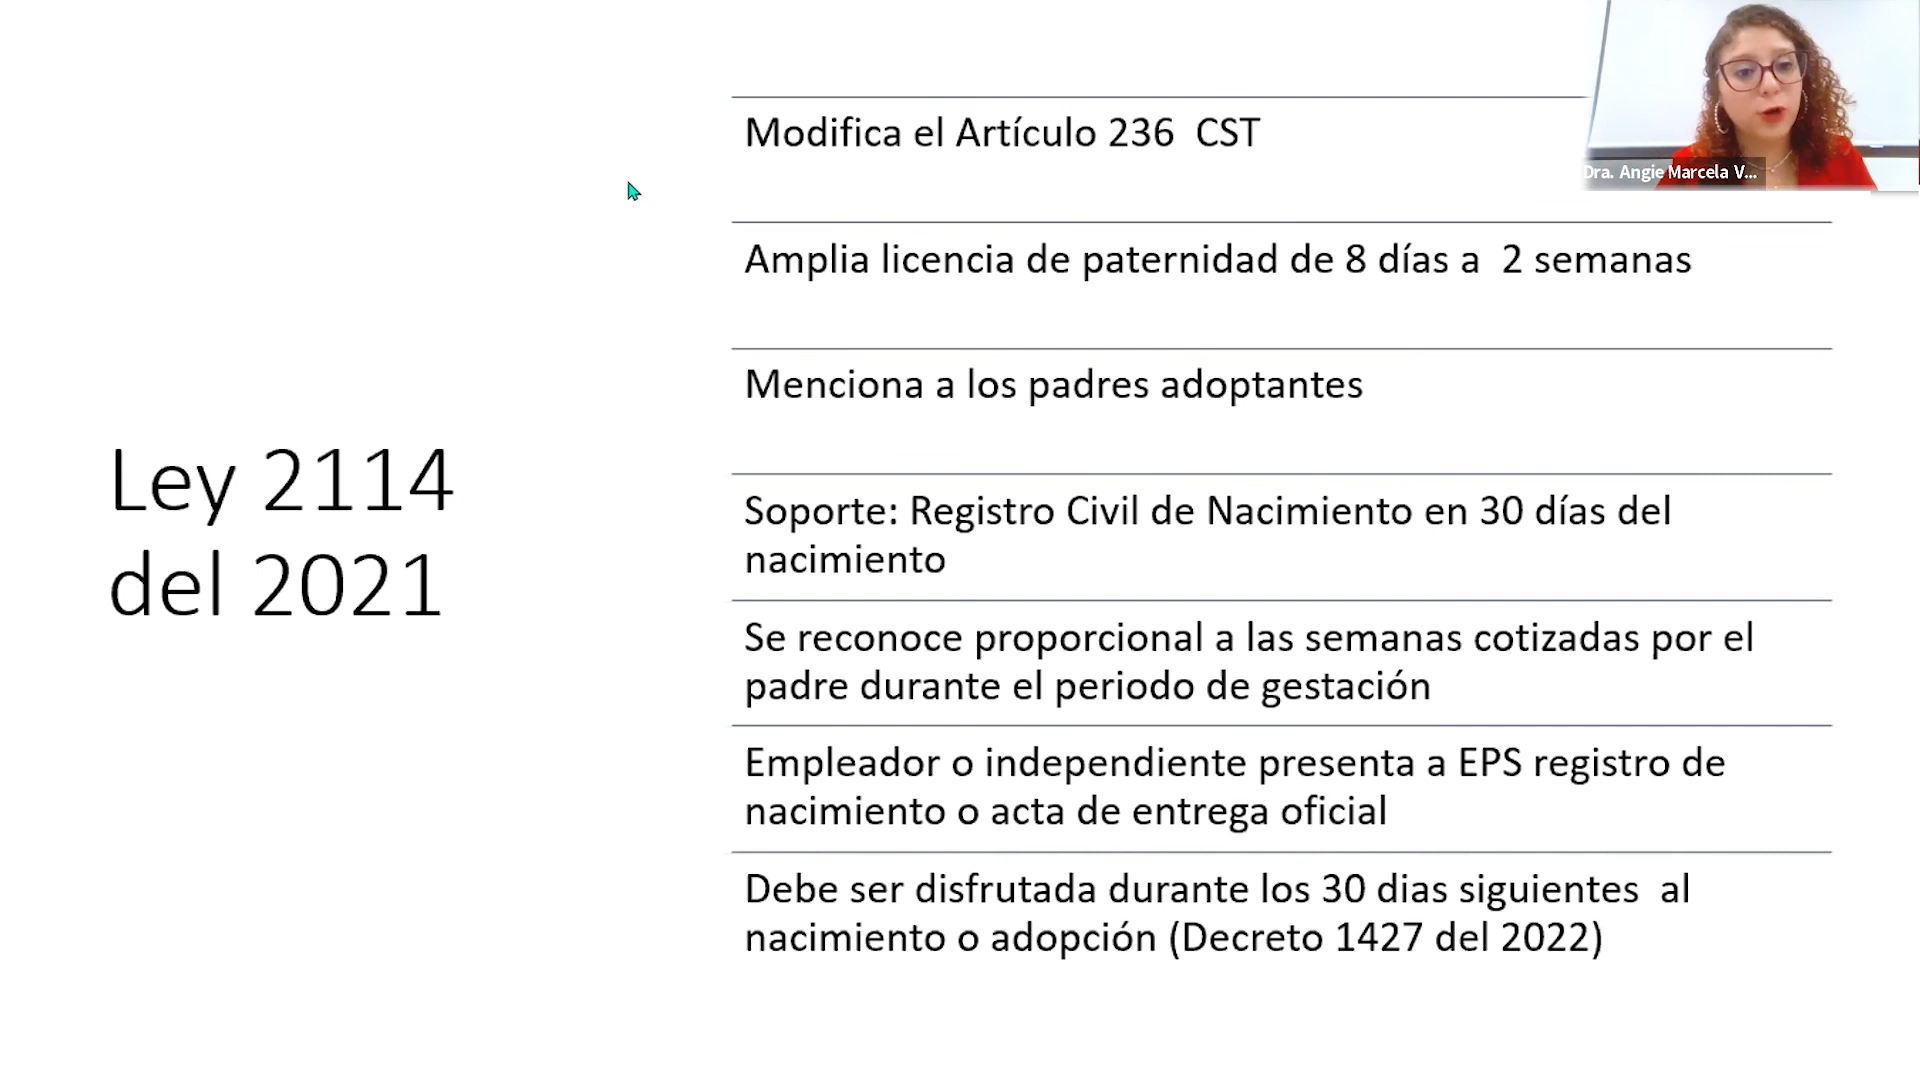 Dra. Angie Marcela V...
Modifica el Artículo 236  CST
Amplia licencia de paternidad de 8 días a  2 semanas
Menciona a los padres adoptantes
Ley 2114
del 2021
Soporte: Registro Civil de Nacimiento en 30 días del
nacimiento
Se reconoce proporcional a las semanas cotizadas por el
padre durante el periodo de gestación
Empleador o independiente presenta a EPS registro de
nacimiento o acta de entrega oficial
Debe ser disfrutada durante los 30 dias siguientes  al
nacimiento o adopción (Decreto 1427 del 2022)